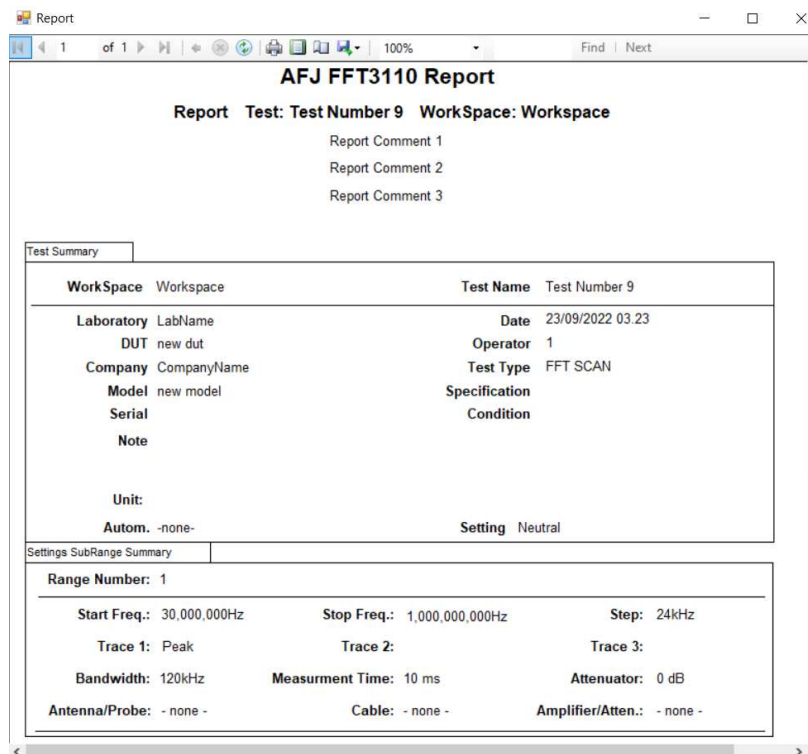 Report
1 of 1 100% Find | Next
AFJ FFT3110 Report
Report Test: Test Number 9 WorkSpace: Workspace
Report Comment 1
Report Comment 2
Report Comment 3
Test Summary
WorkSpace Workspace Test Name Test Number 9
Laboratory LabName Date 23/09/2022 03.23
DUT new dut Operator 1
Company CompanyName Test Type FFT SCAN
Model new model Specification
Serial Condition
Note
Unit:
Autom. -none- Setting Neutral
Settings SubRange Summary
Range Number: 1
Start Freq.: 30,000,000Hz Stop Freq.: 1,000,000,000Hz Step: 24kHz
Trace 1: Peak Trace 2: Trace 3:
Bandwidth: 120kHz Measurment Time: 10 ms Attenuator: 0 dB
Antenna/Probe: - none - Cable: - none - Amplifier/Atten.: - none -